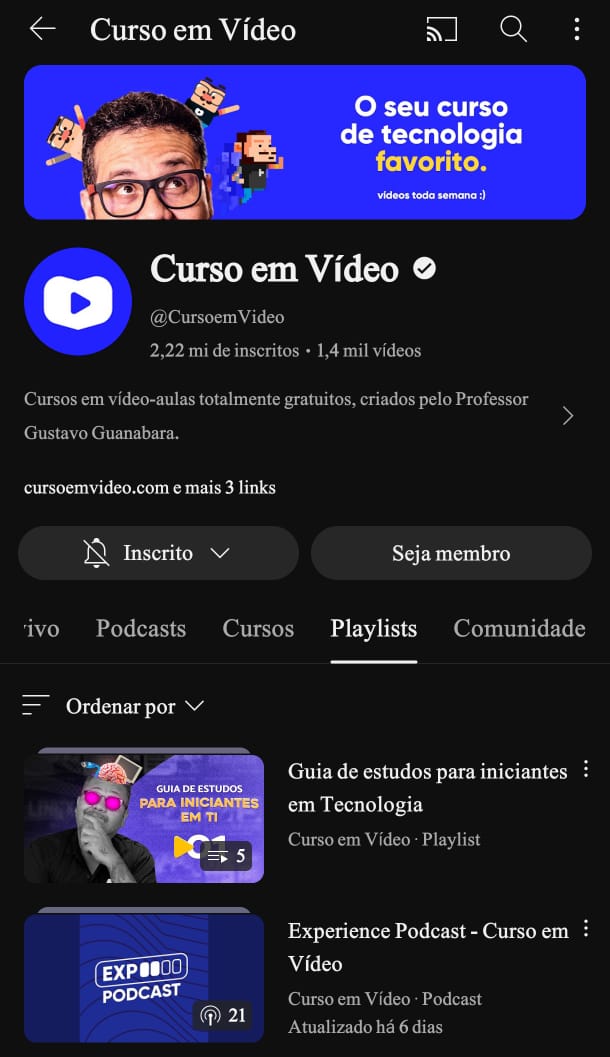 Curso em Vídeo
O seu curso
de tecnologia
favorito.
vídeos toda semana :)
Curso em Vídeo
@CursoemVideo
2,22 mi de inscritos • 1,4 mil vídeos
Cursos em vídeo-aulas totalmente gratuitos, criados pelo Professor
Gustavo Guanabara.
cursoemvideo.com e mais 3 links
Inscrito
Seja membro
vivo Podcasts Cursos Playlists Comunidade
Ordenar por
GUIA DE ESTUDOS
PARA INICIANTES
EM TI
01
5
Guia de estudos para iniciantes
em Tecnologia
Curso em Vídeo · Playlist
EXP
PODCAST
21
Experience Podcast - Curso em
Vídeo
Curso em Vídeo · Podcast
Atualizado há 6 dias